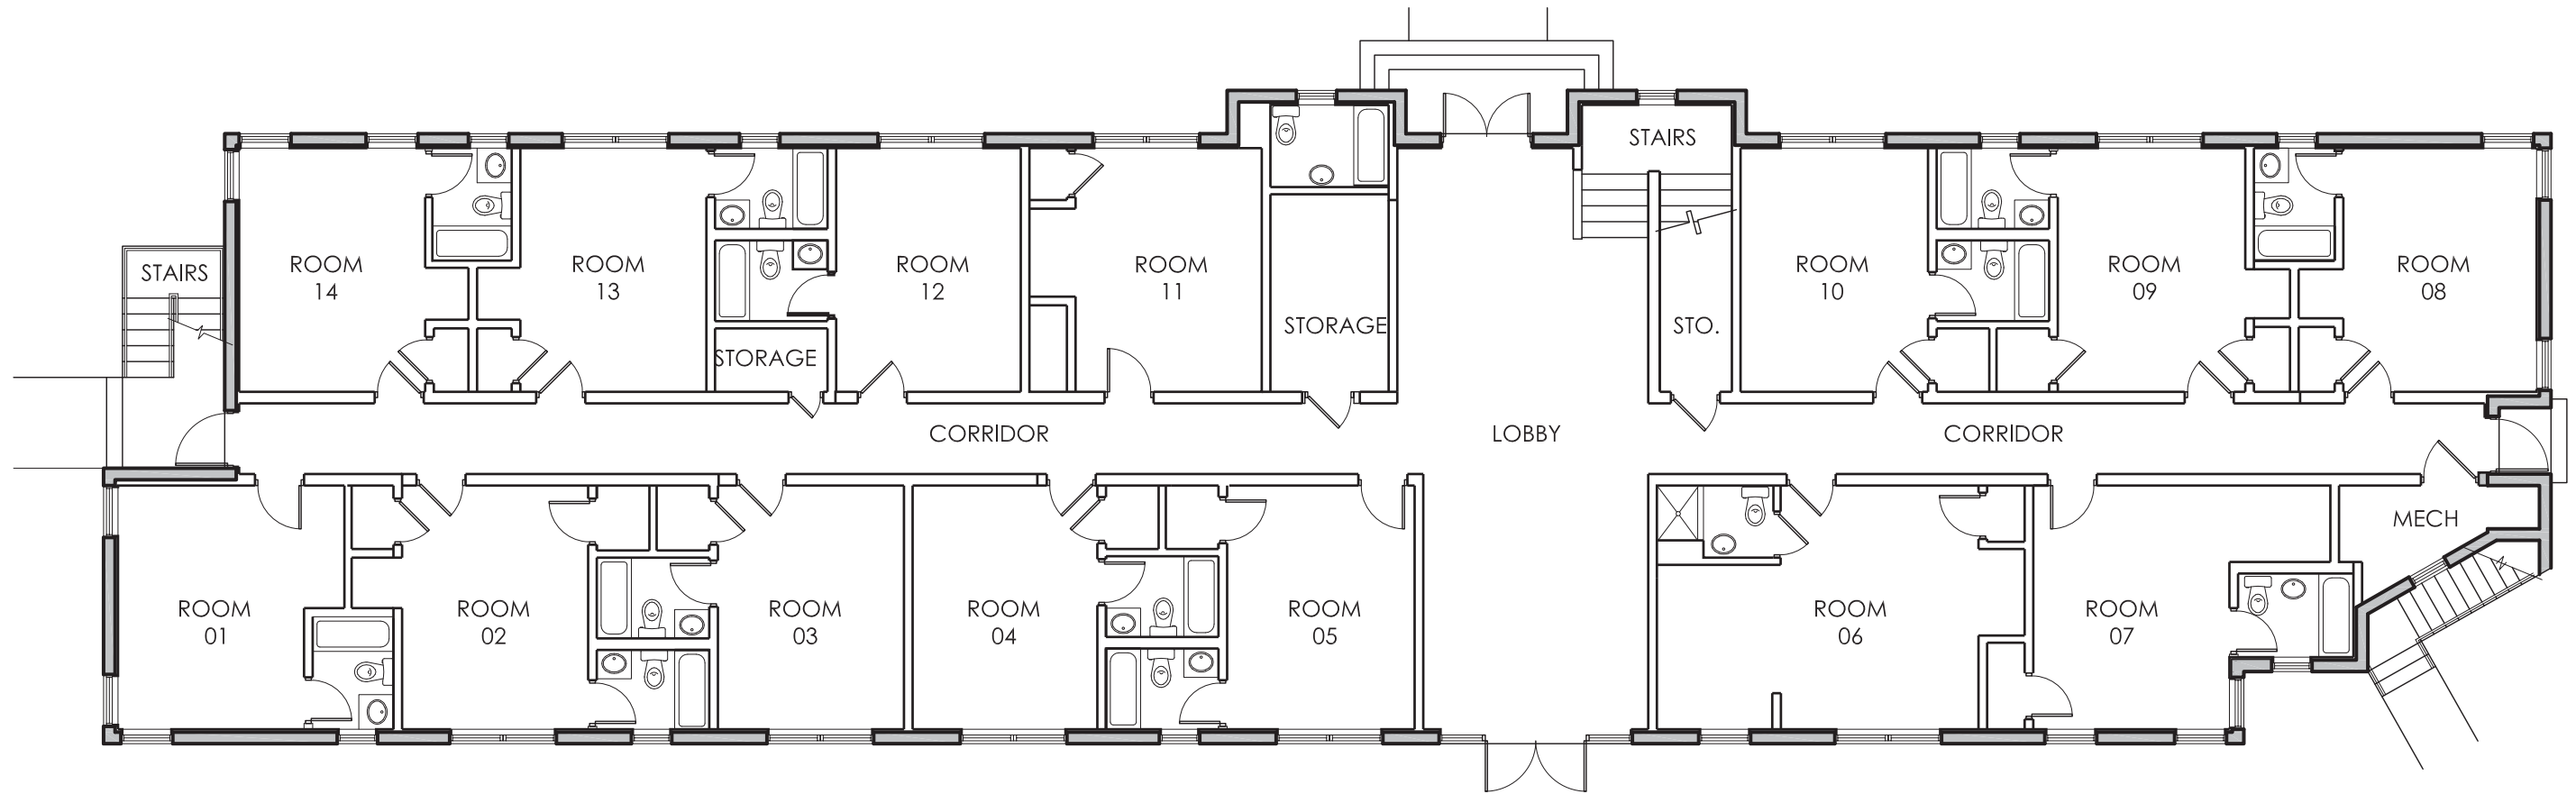 STAIRS
STAIRS
ROOM
14
ROOM
13
ROOM
12
ROOM
11
ROOM
10
ROOM
09
ROOM
08
STORAGE
STORAGE
STO.
CORRIDOR
LOBBY
CORRIDOR
MECH
ROOM
01
ROOM
02
ROOM
03
ROOM
04
ROOM
05
ROOM
06
ROOM
07